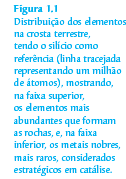 Figura 1.1
Distribuição dos elementos
na crosta terrestre,
tendo o silício como
referência (linha tracejada
representando um milhão
de átomos), mostrando,
na faixa superior,
os elementos mais
abundantes que formam
as rochas, e, na faixa
inferior, os metais nobres,
mais raros, considerados
estratégicos em catálise.